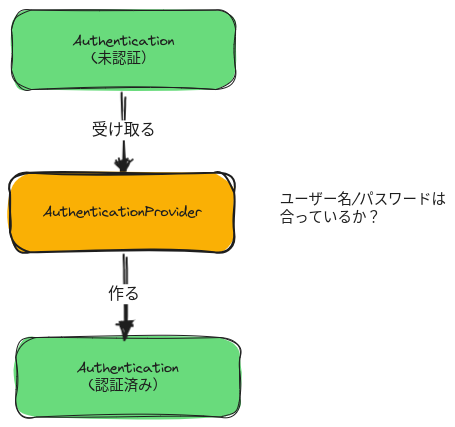 Authentication
（未認証）
受け取る
AuthenticationProvider
ユーザー名/パスワードは
合っているか？
作る
Authentication
（認証済み）